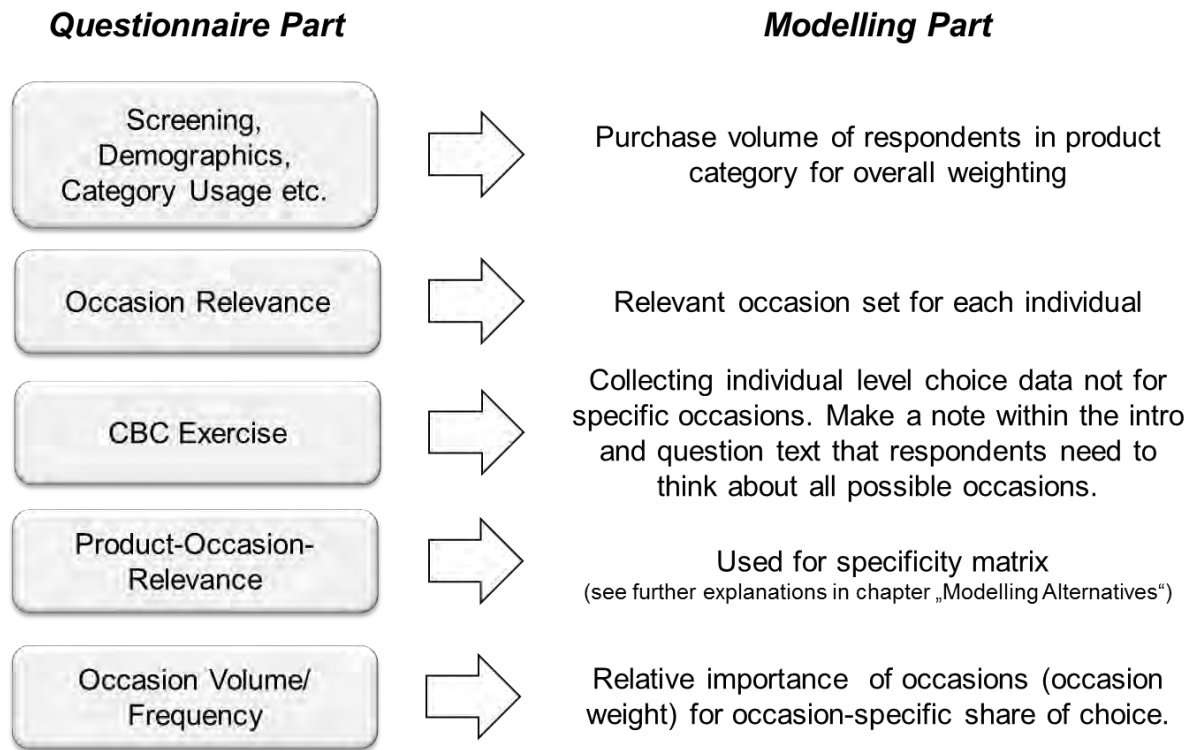 Questionnaire Part
Modelling Part
Screening,
Demographics,
Category Usage etc.
Purchase volume of respondents in product
category for overall weighting
Occasion Relevance
Relevant occasion set for each individual
CBC Exercise
Collecting individual level choice data not for
specific occasions. Make a note within the intro
and question text that respondents need to
think about all possible occasions.
Product-Occasion-
Relevance
Used for specificity matrix
(see further explanations in chapter „Modelling Alternatives“)
Occasion Volume/
Frequency
Relative importance of occasions (occasion
weight) for occasion-specific share of choice.